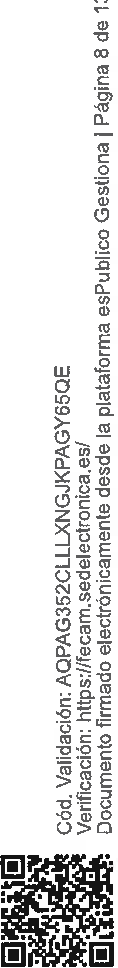 Cód. Validación: AQPAG352CLLLXNGJKPAGY65QE
Verificación: https://fecam.sedelectronica.es/
Documento firmado electrónicamente desde la plataforma esPublico Gestiona | Página 8 de